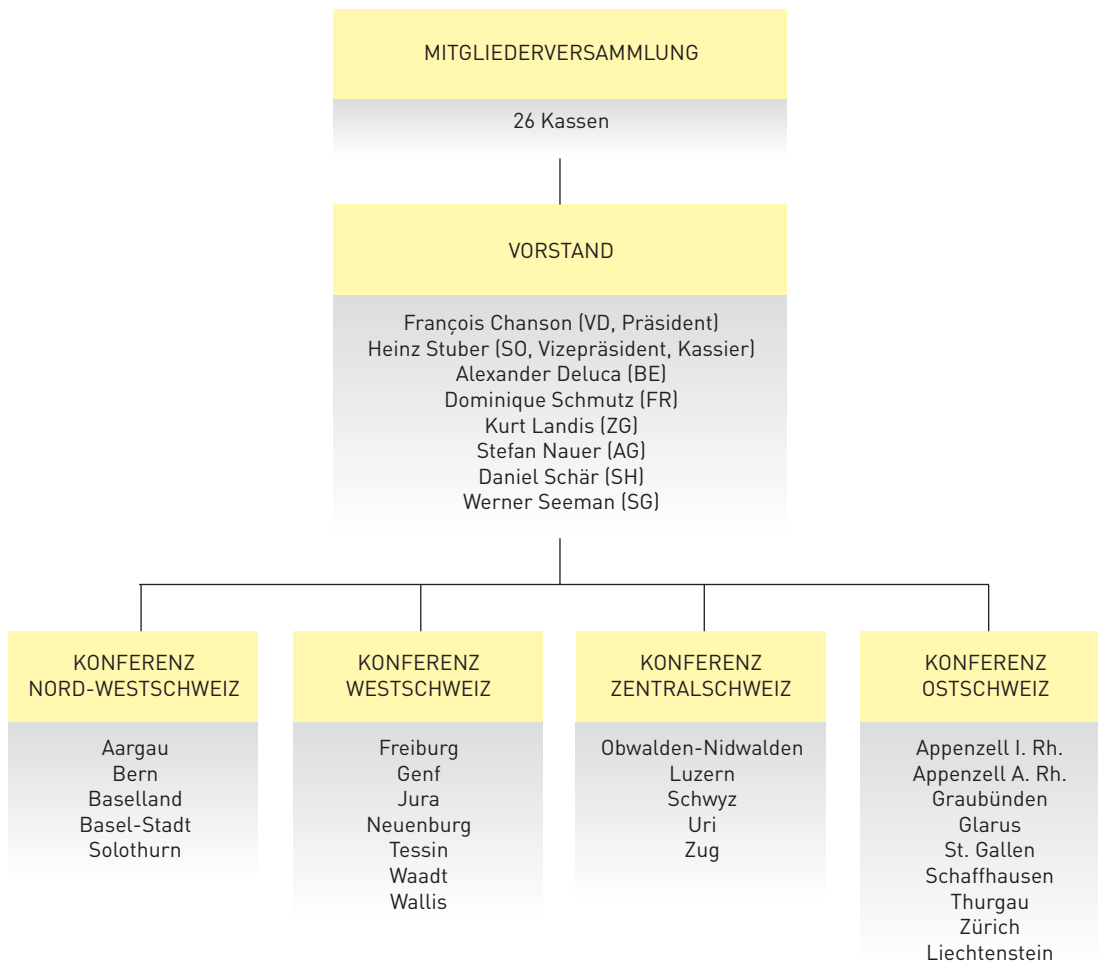 MITGLIEDERVERSAMMLUNG
26 Kassen
VORSTAND
François Chanson (VD, Präsident)
Heinz Stuber (SO, Vizepräsident, Kassier)
Alexander Deluca (BE)
Dominique Schmutz (FR)
Kurt Landis (ZG)
Stefan Nauer (AG)
Daniel Schär (SH)
Werner Seeman (SG)
KONFERENZ
NORD-WESTSCHWEIZ
Aargau
Bern
Baselland
Basel-Stadt
Solothurn
KONFERENZ
WESTSCHWEIZ
Freiburg
Genf
Jura
Neuenburg
Tessin
Waadt
Wallis
KONFERENZ
ZENTRALSCHWEIZ
Obwalden-Nidwalden
Luzern
Schwyz
Uri
Zug
KONFERENZ
OSTSCHWEIZ
Appenzell I. Rh.
Appenzell A. Rh.
Graubünden
Glarus
St. Gallen
Schaffhausen
Thurgau
Zürich
Liechtenstein